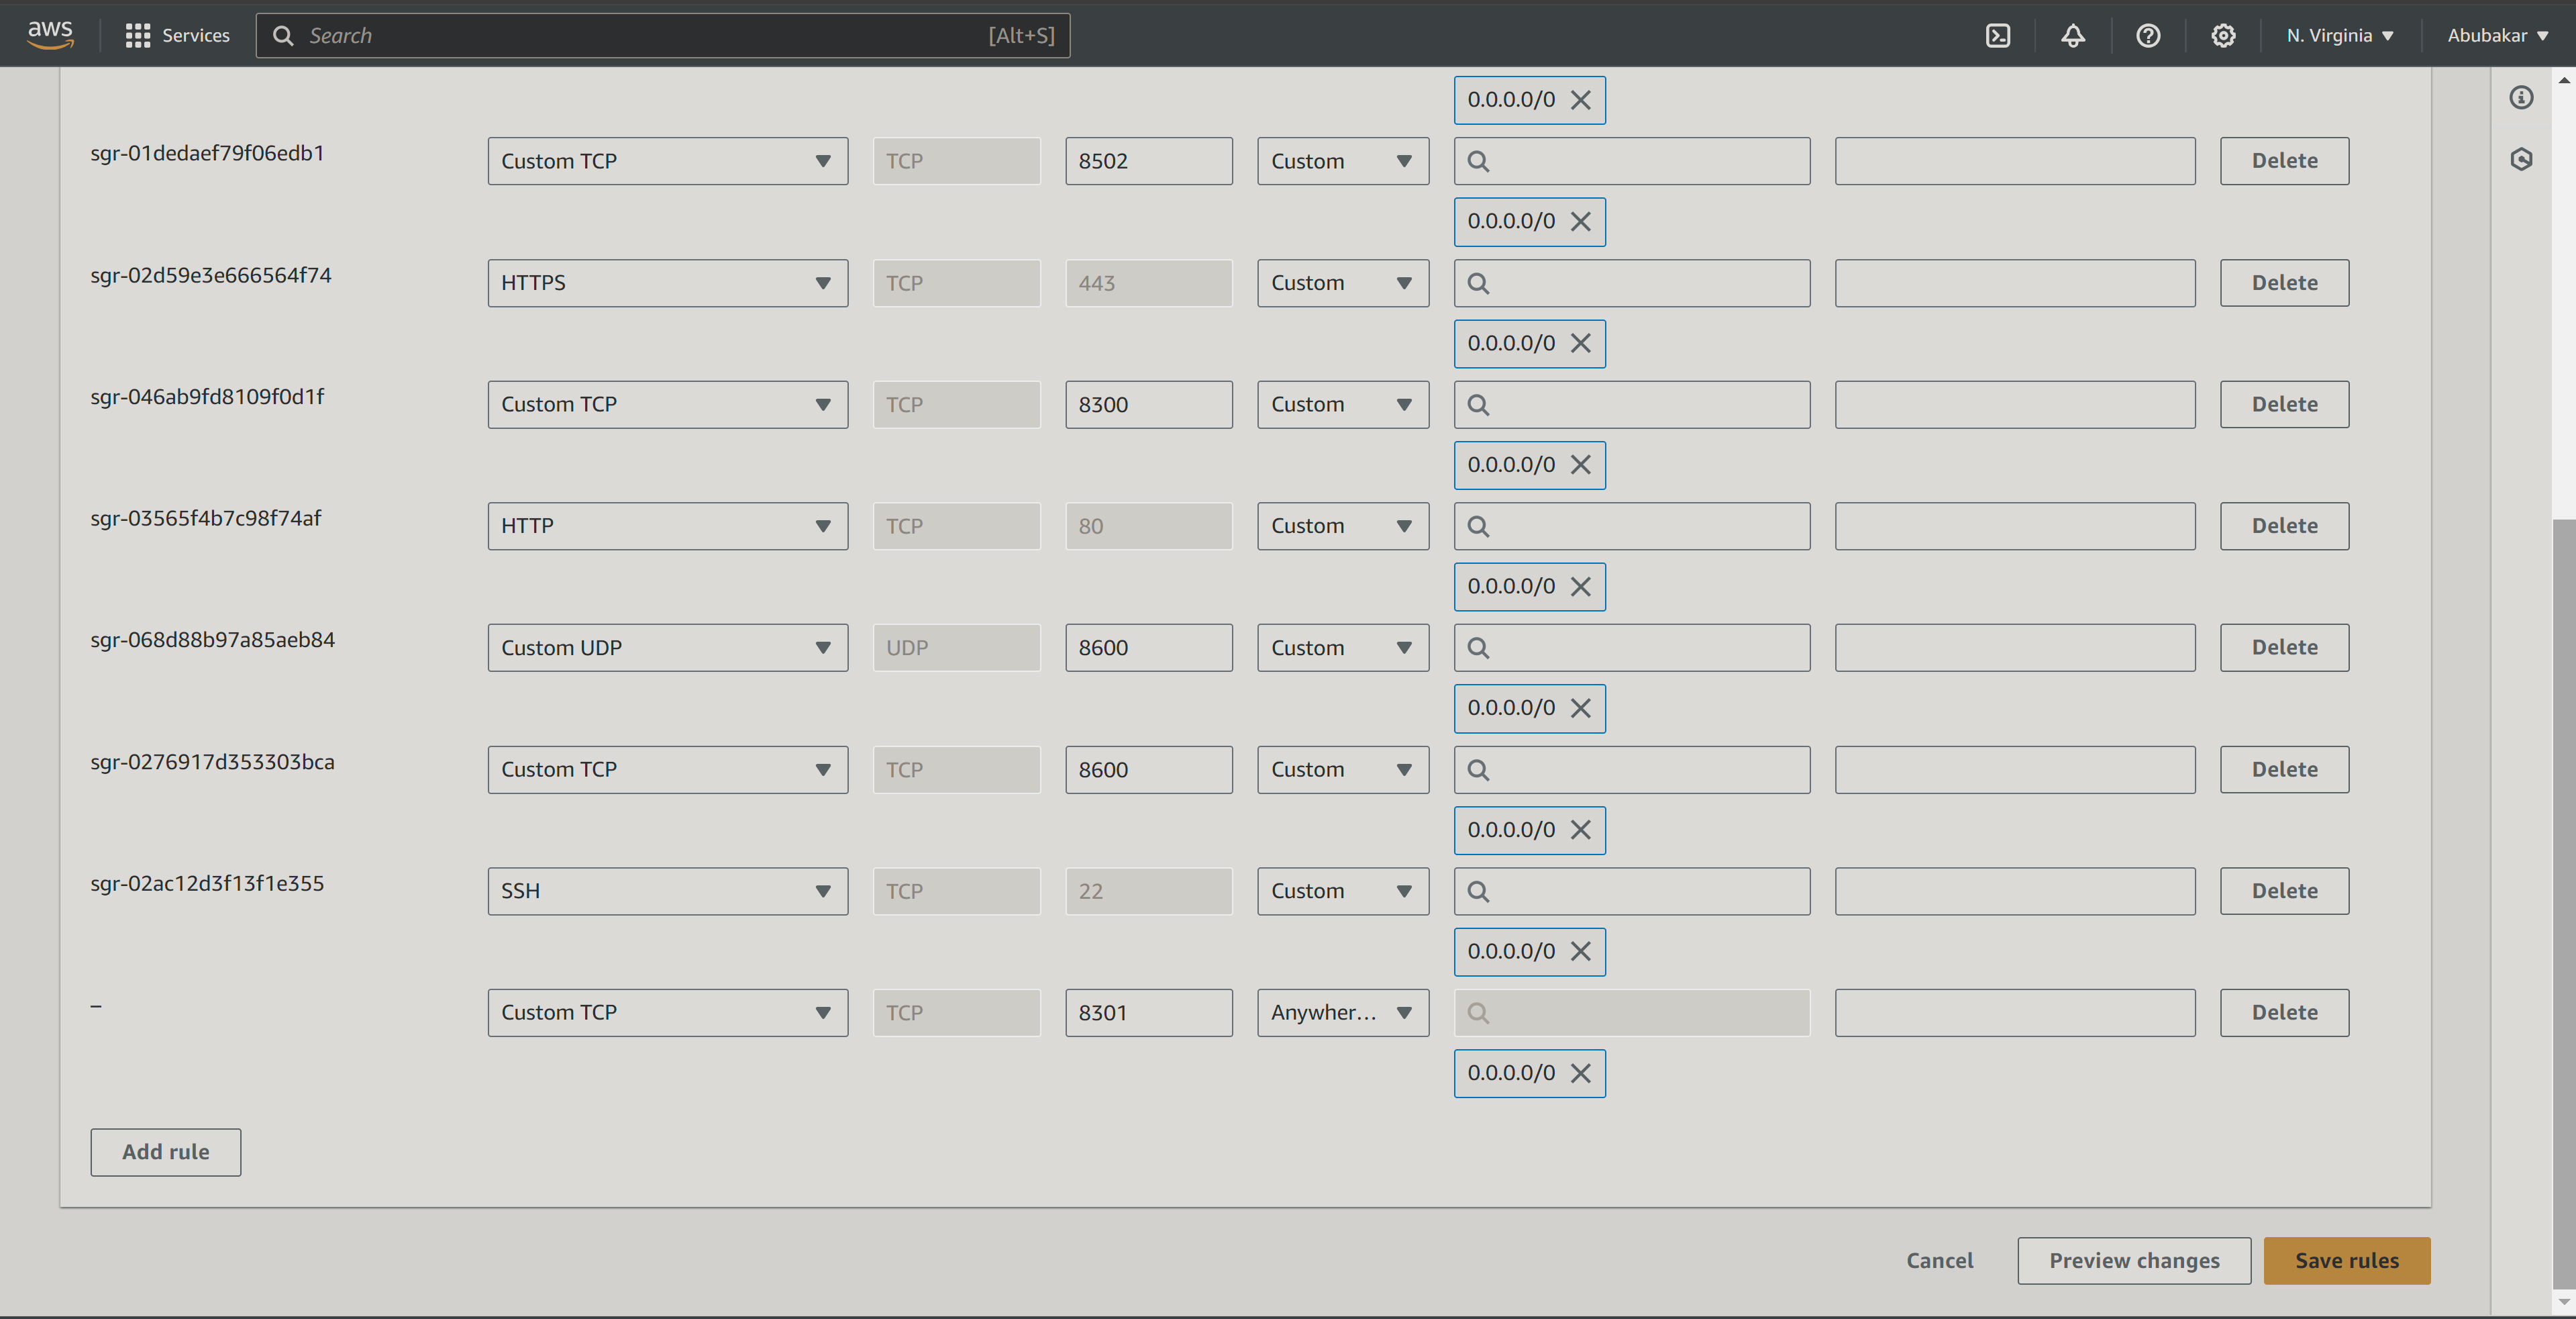 aws Services Search [Alt+S] N. Virginia Abubakar
0.0.0.0/0
sgr-01dedaef79f06edb1 Custom TCP TCP 8502 Custom Delete
0.0.0.0/0
sgr-02d59e3e666564f74 HTTPS TCP 443 Custom Delete
0.0.0.0/0
sgr-046ab9fd8109f0d1f Custom TCP TCP 8300 Custom Delete
0.0.0.0/0
sgr-03565f4b7c98f74af HTTP TCP 80 Custom Delete
0.0.0.0/0
sgr-068d88b97a85aeb84 Custom UDP UDP 8600 Custom Delete
0.0.0.0/0
sgr-0276917d353303bca Custom TCP TCP 8600 Custom Delete
0.0.0.0/0
sgr-02ac12d3f13f1e355 SSH TCP 22 Custom Delete
0.0.0.0/0
– Custom TCP TCP 8301 Anywher... Delete
0.0.0.0/0
Add rule
Cancel Preview changes Save rules